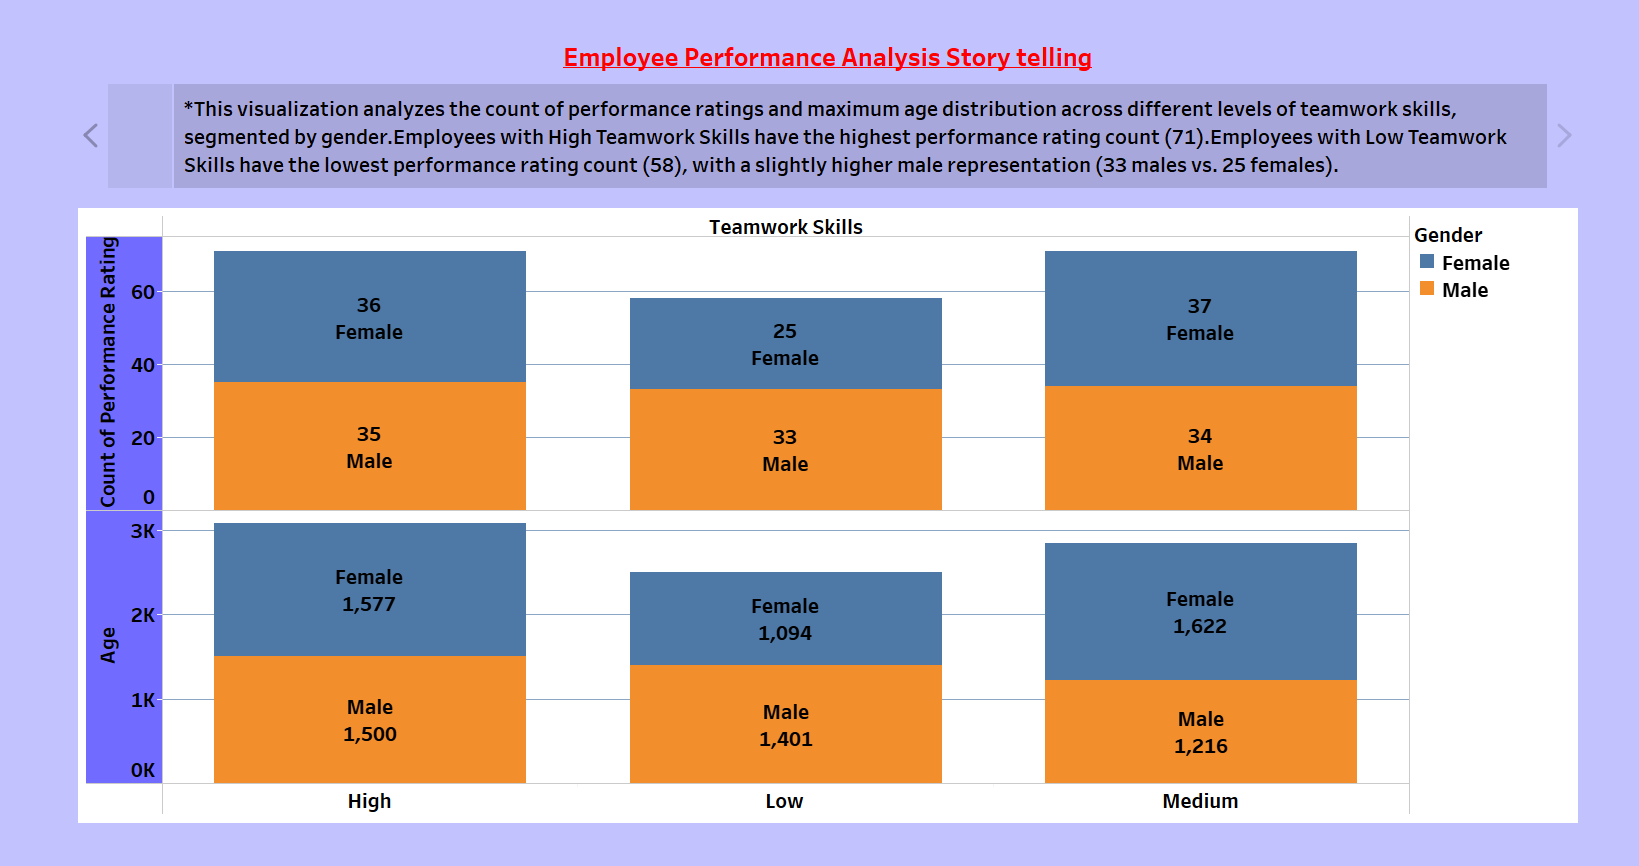 Employee Performance Analysis Story telling
*This visualization analyzes the count of performance ratings and maximum age distribution across different levels of teamwork skills,
segmented by gender.Employees with High Teamwork Skills have the highest performance rating count (71).Employees with Low Teamwork
Skills have the lowest performance rating count (58), with a slightly higher male representation (33 males vs. 25 females).
Teamwork Skills
Gender
Female
Male
Count of Performance Rating
60
40
20
0
36
Female
35
Male
25
Female
33
Male
37
Female
34
Male
Age
3K
2K
1K
0K
Female
1,577
Male
1,500
Female
1,094
Male
1,401
Female
1,622
Male
1,216
High
Low
Medium